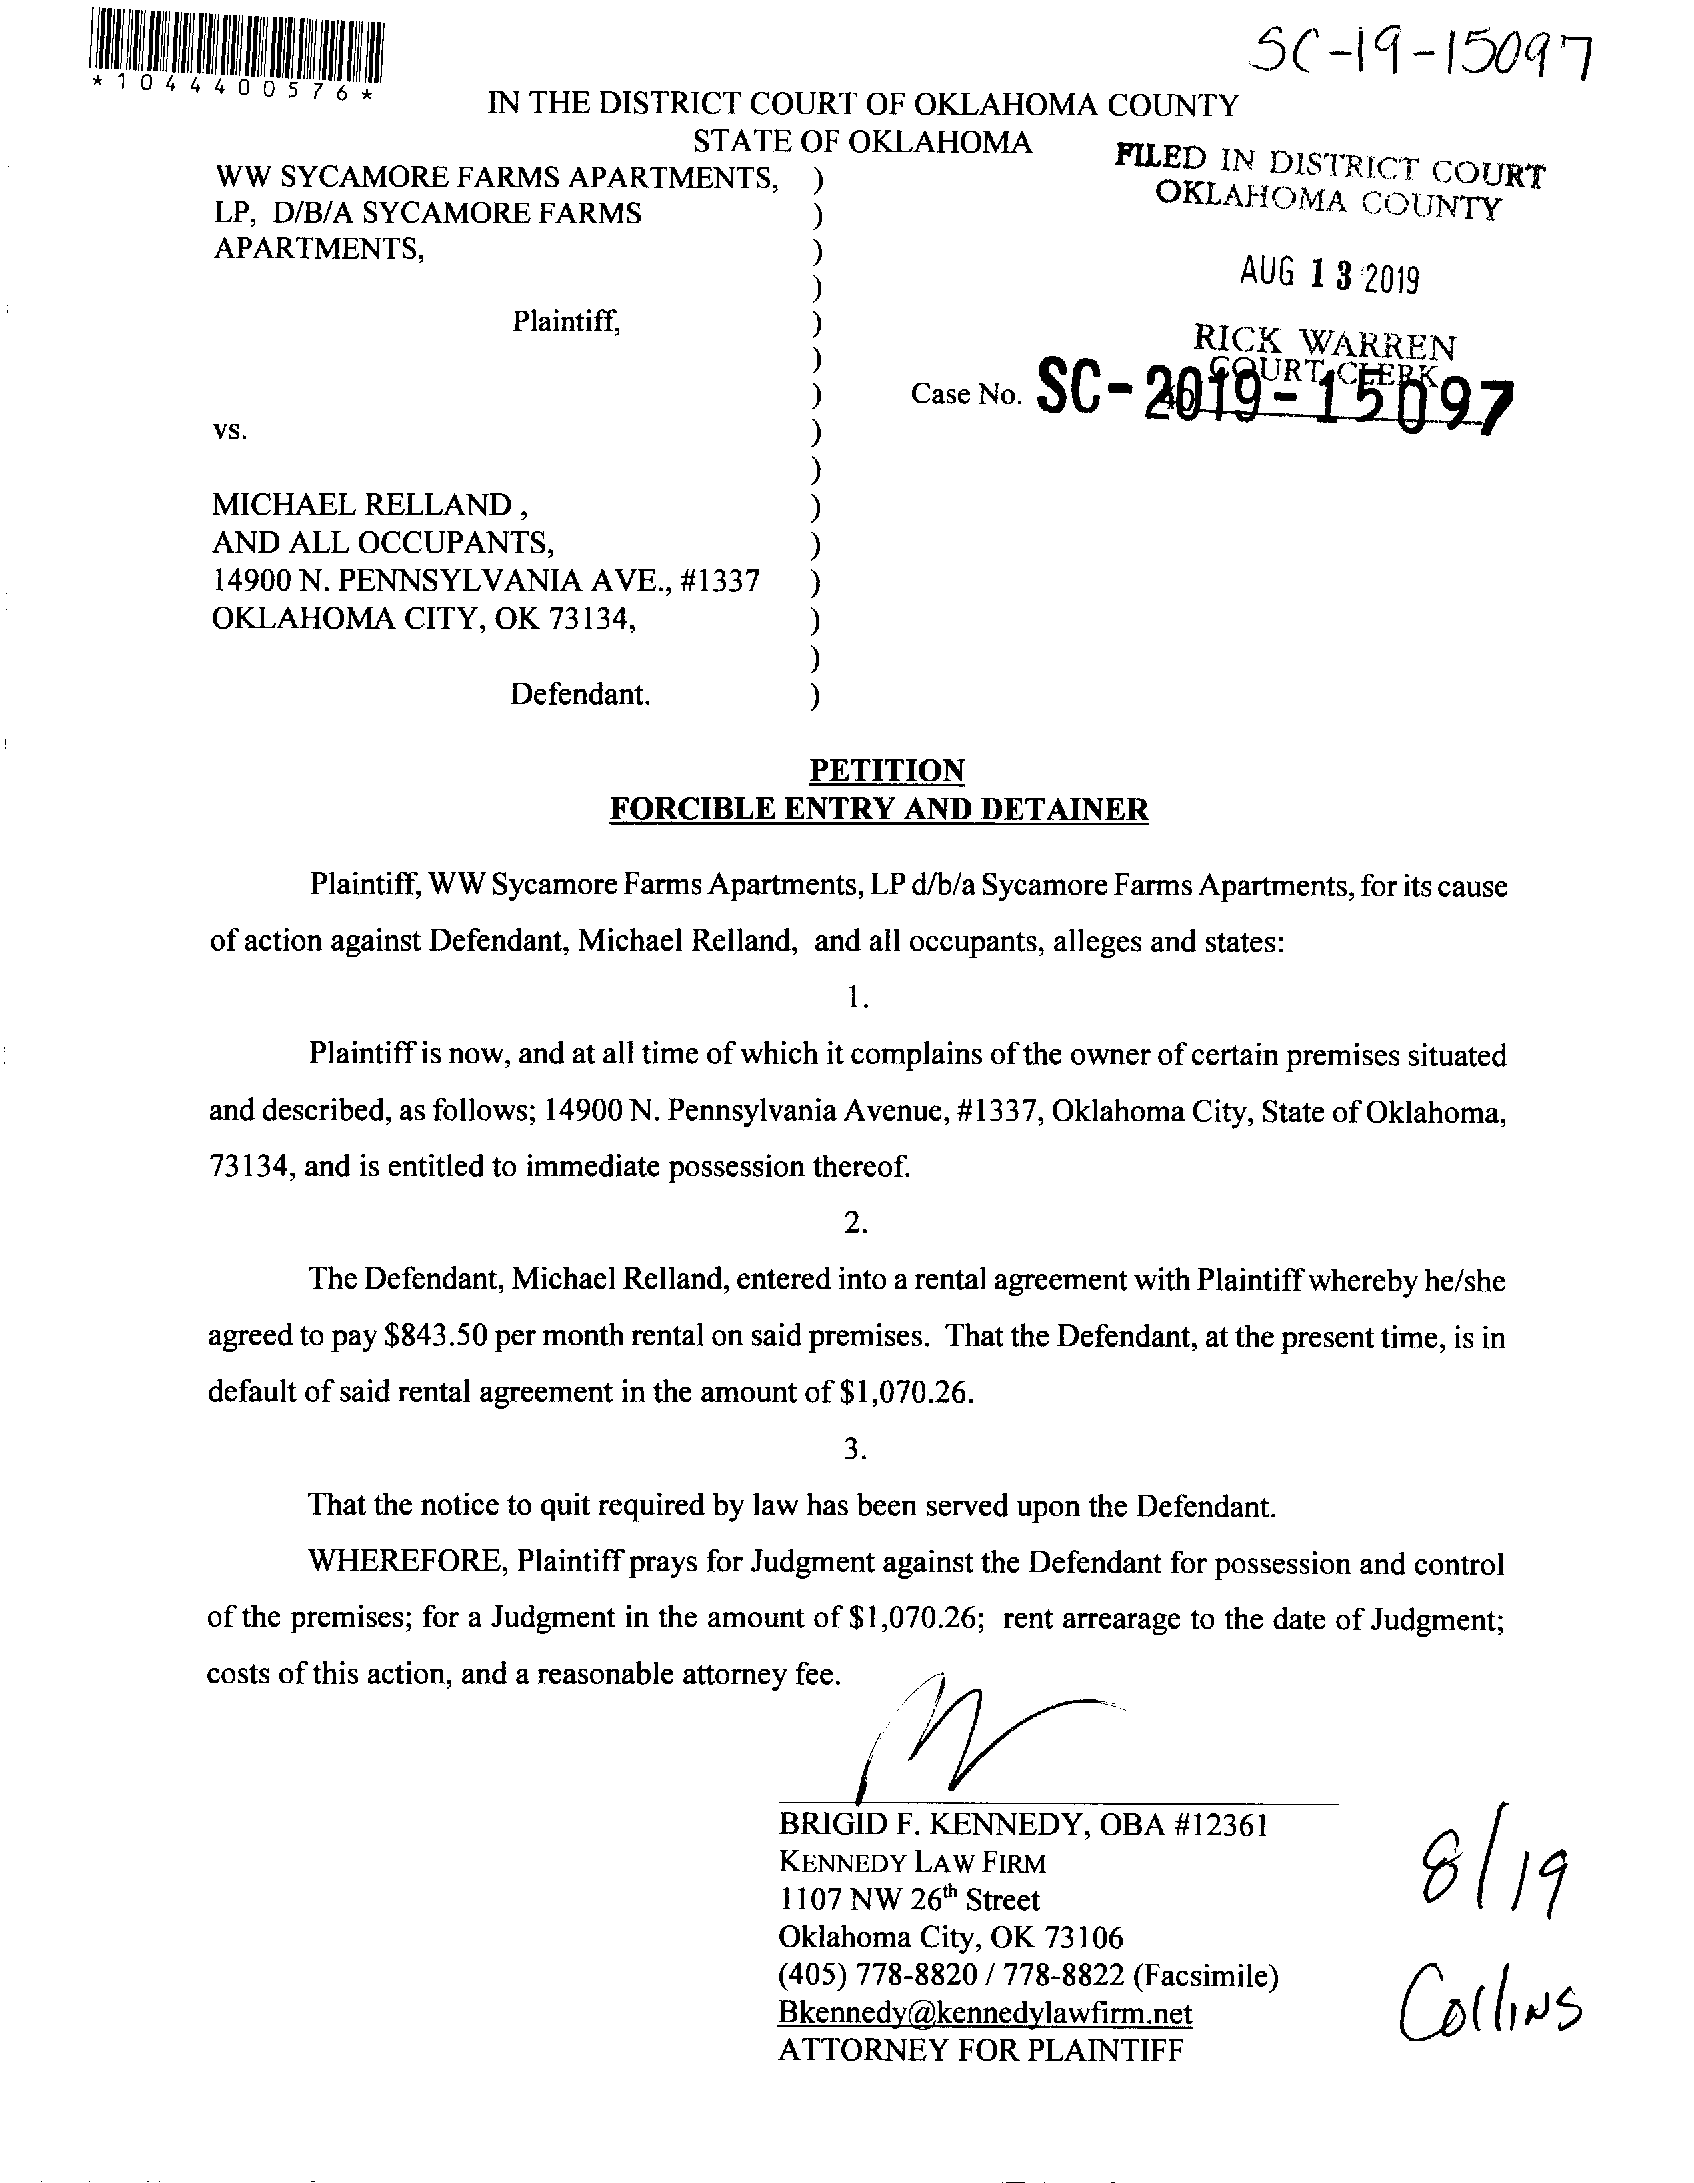 SC-19-15097
*1044400576*
IN THE DISTRICT COURT OF OKLAHOMA COUNTY
STATE OF OKLAHOMA
FILED IN DISTRICT COURT
OKLAHOMA COUNTY
AUG 13 2019
RICK WARREN
COURT CLERK
WW SYCAMORE FARMS APARTMENTS, )
LP, D/B/A SYCAMORE FARMS )
APARTMENTS, )
)
Plaintiff, )
)
) Case No. SC-2019-15097
vs. )
)
MICHAEL RELLAND , )
AND ALL OCCUPANTS, )
14900 N. PENNSYLVANIA AVE., #1337 )
OKLAHOMA CITY, OK 73134, )
)
Defendant. )
PETITION
FORCIBLE ENTRY AND DETAINER
Plaintiff, WW Sycamore Farms Apartments, LP d/b/a Sycamore Farms Apartments, for its cause
of action against Defendant, Michael Relland, and all occupants, alleges and states:
1.
Plaintiff is now, and at all time of which it complains of the owner of certain premises situated
and described, as follows; 14900 N. Pennsylvania Avenue, #1337, Oklahoma City, State of Oklahoma,
73134, and is entitled to immediate possession thereof.
2.
The Defendant, Michael Relland, entered into a rental agreement with Plaintiff whereby he/she
agreed to pay $843.50 per month rental on said premises. That the Defendant, at the present time, is in
default of said rental agreement in the amount of $1,070.26.
3.
That the notice to quit required by law has been served upon the Defendant.
WHEREFORE, Plaintiff prays for Judgment against the Defendant for possession and control
of the premises; for a Judgment in the amount of $1,070.26; rent arrearage to the date of Judgment;
costs of this action, and a reasonable attorney fee.
BRIGID F. KENNEDY, OBA #12361
KENNEDY LAW FIRM
1107 NW 26th Street
Oklahoma City, OK 73106
(405) 778-8820 / 778-8822 (Facsimile)
Bkennedy@kennedylawfirm.net
ATTORNEY FOR PLAINTIFF
8/19
Collins